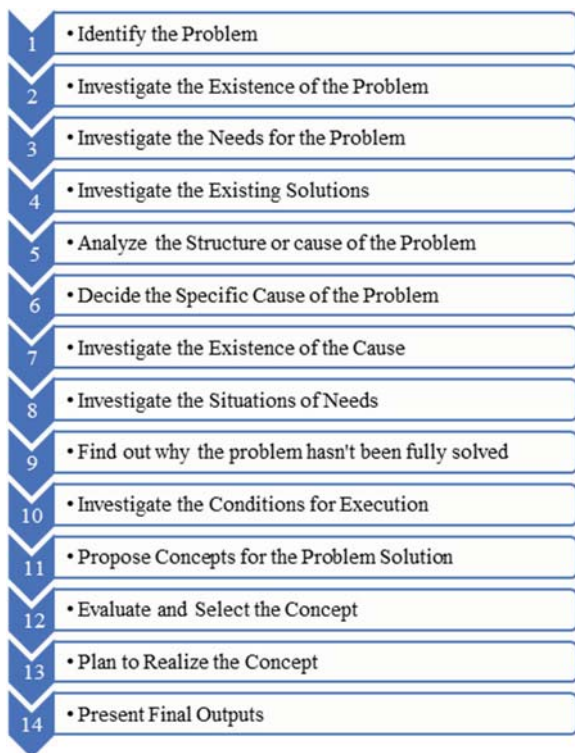 1 • Identify the Problem
2 • Investigate the Existence of the Problem
3 • Investigate the Needs for the Problem
4 • Investigate the Existing Solutions
5 • Analyze the Structure or cause of the Problem
6 • Decide the Specific Cause of the Problem
7 • Investigate the Existence of the Cause
8 • Investigate the Situations of Needs
9 • Find out why the problem hasn't been fully solved
10 • Investigate the Conditions for Execution
11 • Propose Concepts for the Problem Solution
12 • Evaluate and Select the Concept
13 • Plan to Realize the Concept
14 • Present Final Outputs